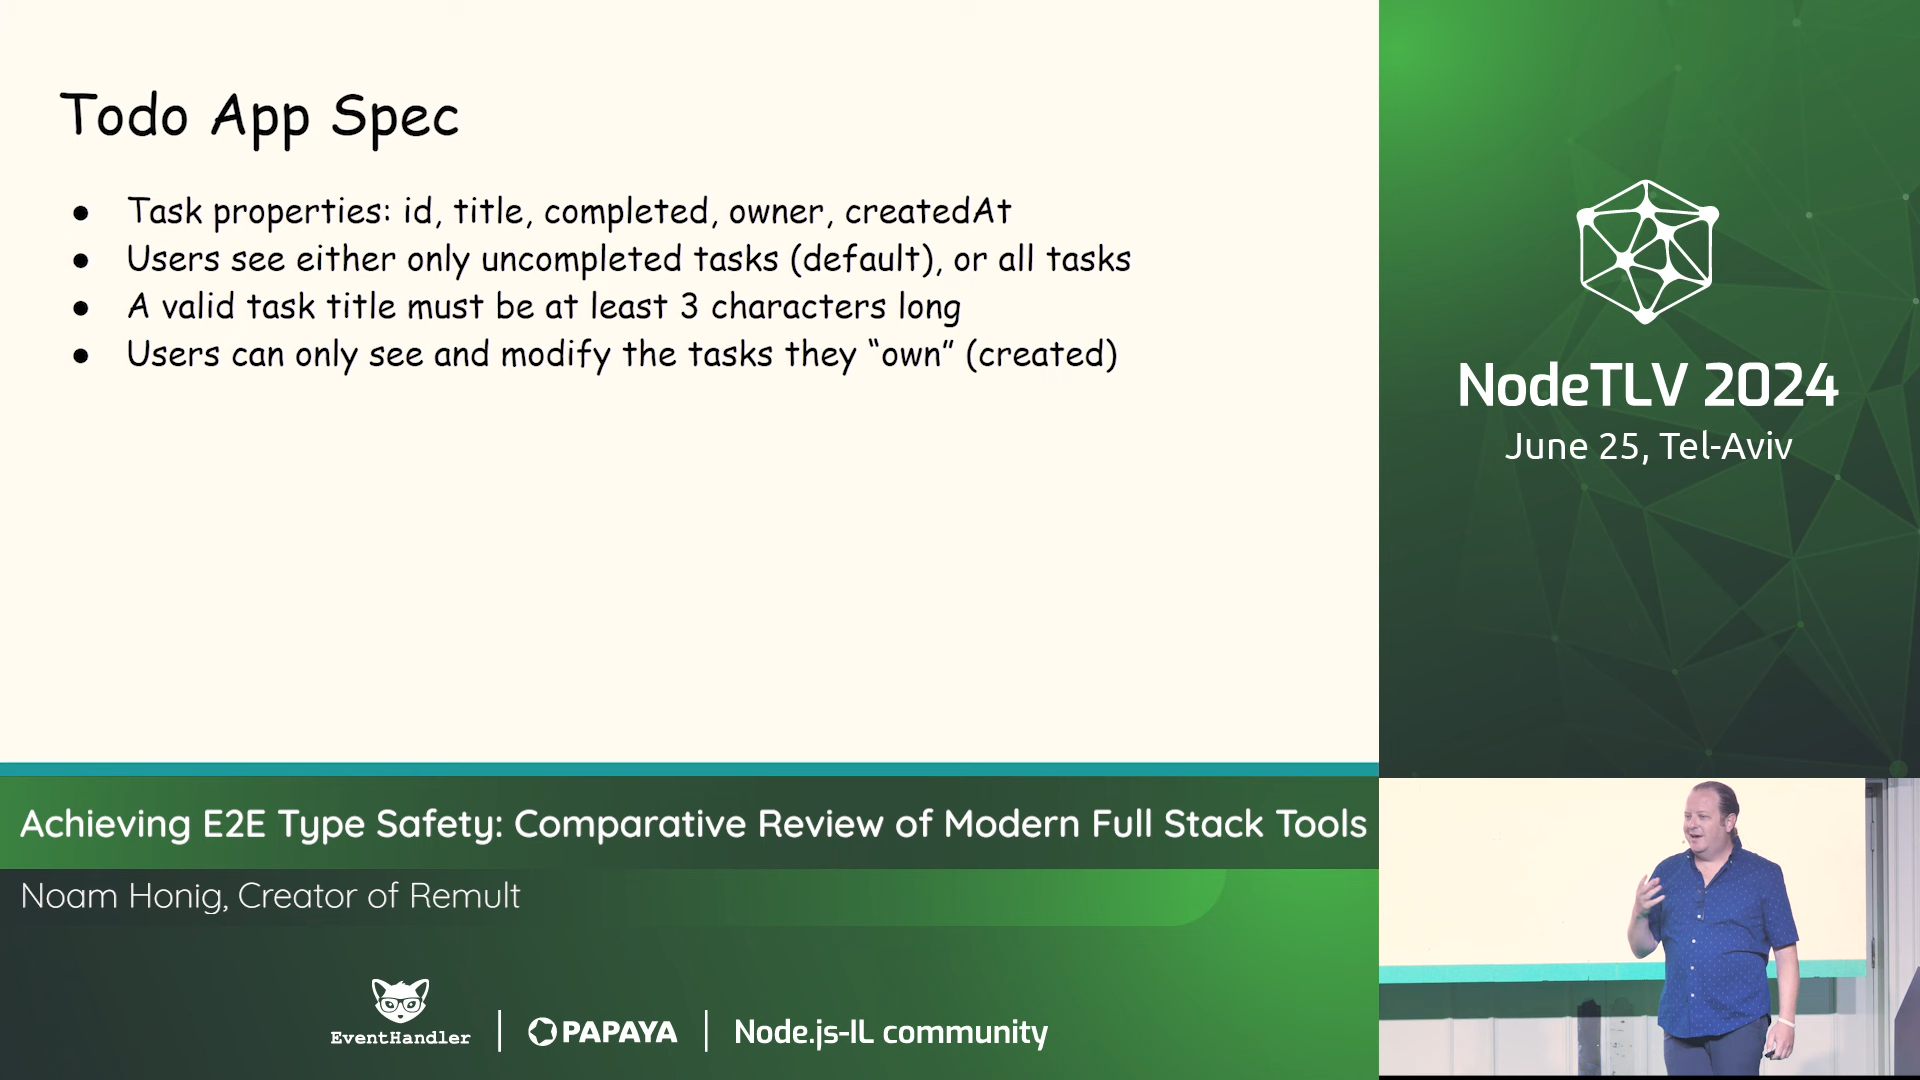 Todo App Spec
● Task properties: id, title, completed, owner, createdAt
● Users see either only uncompleted tasks (default), or all tasks
● A valid task title must be at least 3 characters long
● Users can only see and modify the tasks they “own” (created)
NodeTLV 2024
June 25, Tel-Aviv
Achieving E2E Type Safety: Comparative Review of Modern Full Stack Tools
Noam Honig, Creator of Remult
EventHandler
PAPAYA
Node.js-IL community